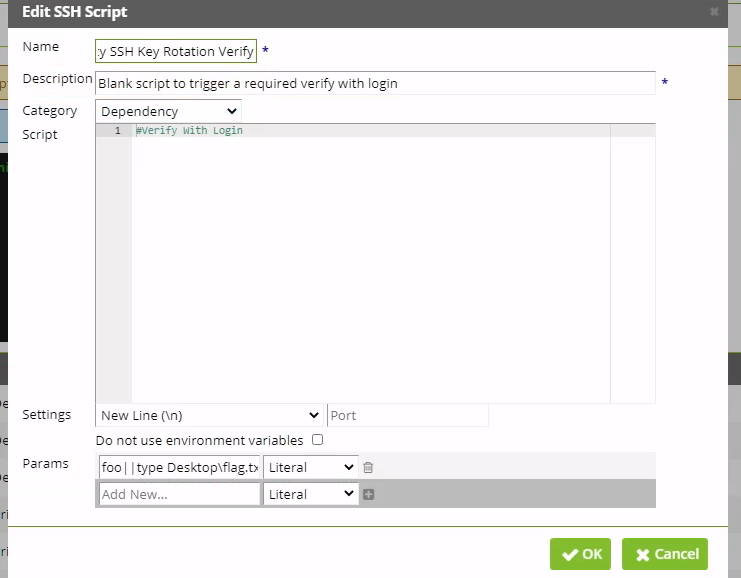 Edit SSH Script
Name
y SSH Key Rotation Verify *
Description
Blank script to trigger a required verify with login *
Category
Dependency
Script
1 #Verify With Login
Settings
New Line (\n)
Port
Do not use environment variables
Params
foo||type Desktop\flag.tx
Literal
Add New...
Literal
OK
Cancel